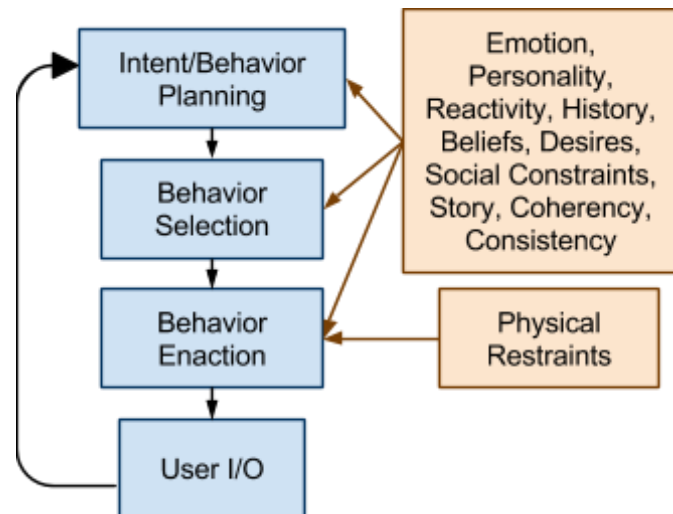 Intent/Behavior
Planning
Emotion,
Personality,
Reactivity, History,
Beliefs, Desires,
Social Constraints,
Story, Coherency,
Consistency
Behavior
Selection
Behavior
Enaction
Physical
Restraints
User I/O